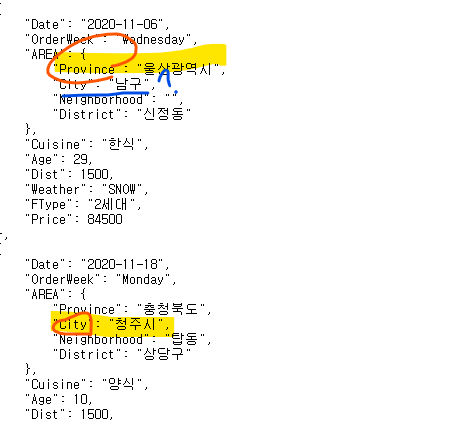 "Date": "2020-11-06",
"OrderWeek": "Wednesday",
"AREA": {
"Province": "울산광역시",
"City": "남구",
"Neighborhood": "",
"District": "신정동"
},
"Cuisine": "한식",
"Age": 29,
"Dist": 1500,
"Weather": "SNOW",
"FType": "2세대",
"Price": 84500
},
{
"Date": "2020-11-18",
"OrderWeek": "Monday",
"AREA": {
"Province": "충청북도",
"City": "청주시",
"Neighborhood": "탑동",
"District": "상당구"
},
"Cuisine": "양식",
"Age": 10,
"Dist": 1500,